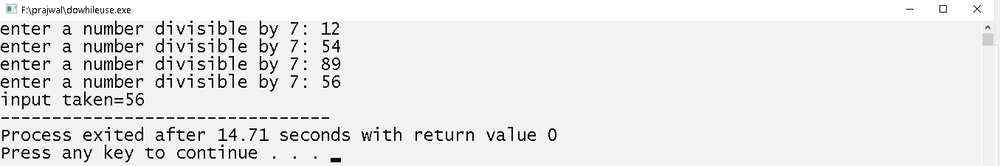 F:\prajwal\dowhileuse.exe
enter a number divisible by 7: 12
enter a number divisible by 7: 54
enter a number divisible by 7: 89
enter a number divisible by 7: 56
input taken=56
--------------------------------
Process exited after 14.71 seconds with return value 0
Press any key to continue . . .